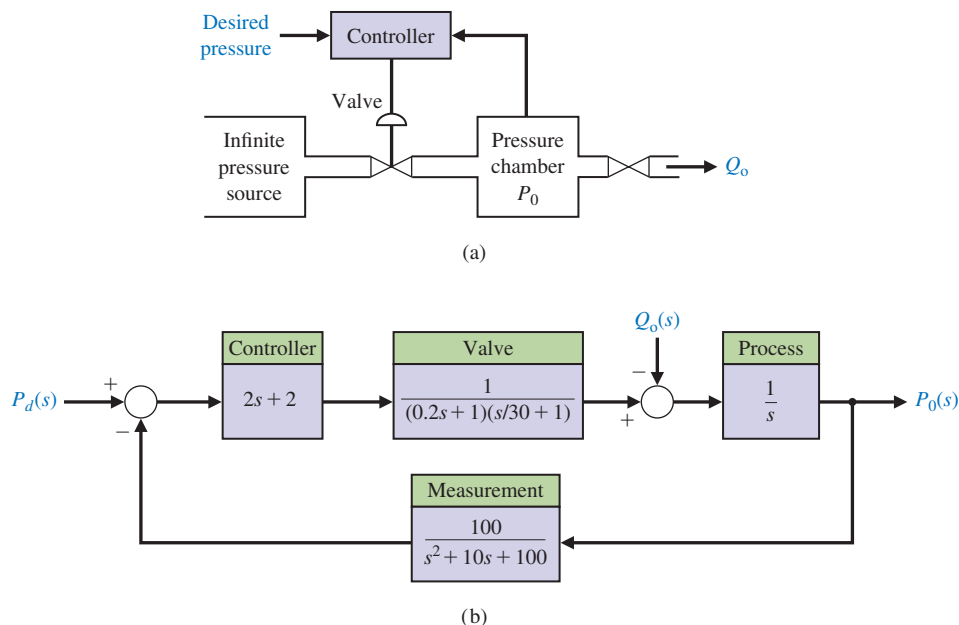 Desired
pressure
Controller
Valve
Infinite
pressure
source
Pressure
chamber
P0
Qo
(a)
Controller
Valve
Qo(s)
Process
Pd(s)
+
−
2s + 2
1
(0.2s + 1)(s/30 + 1)
−
+
1
s
P0(s)
Measurement
100
s² + 10s + 100
(b)